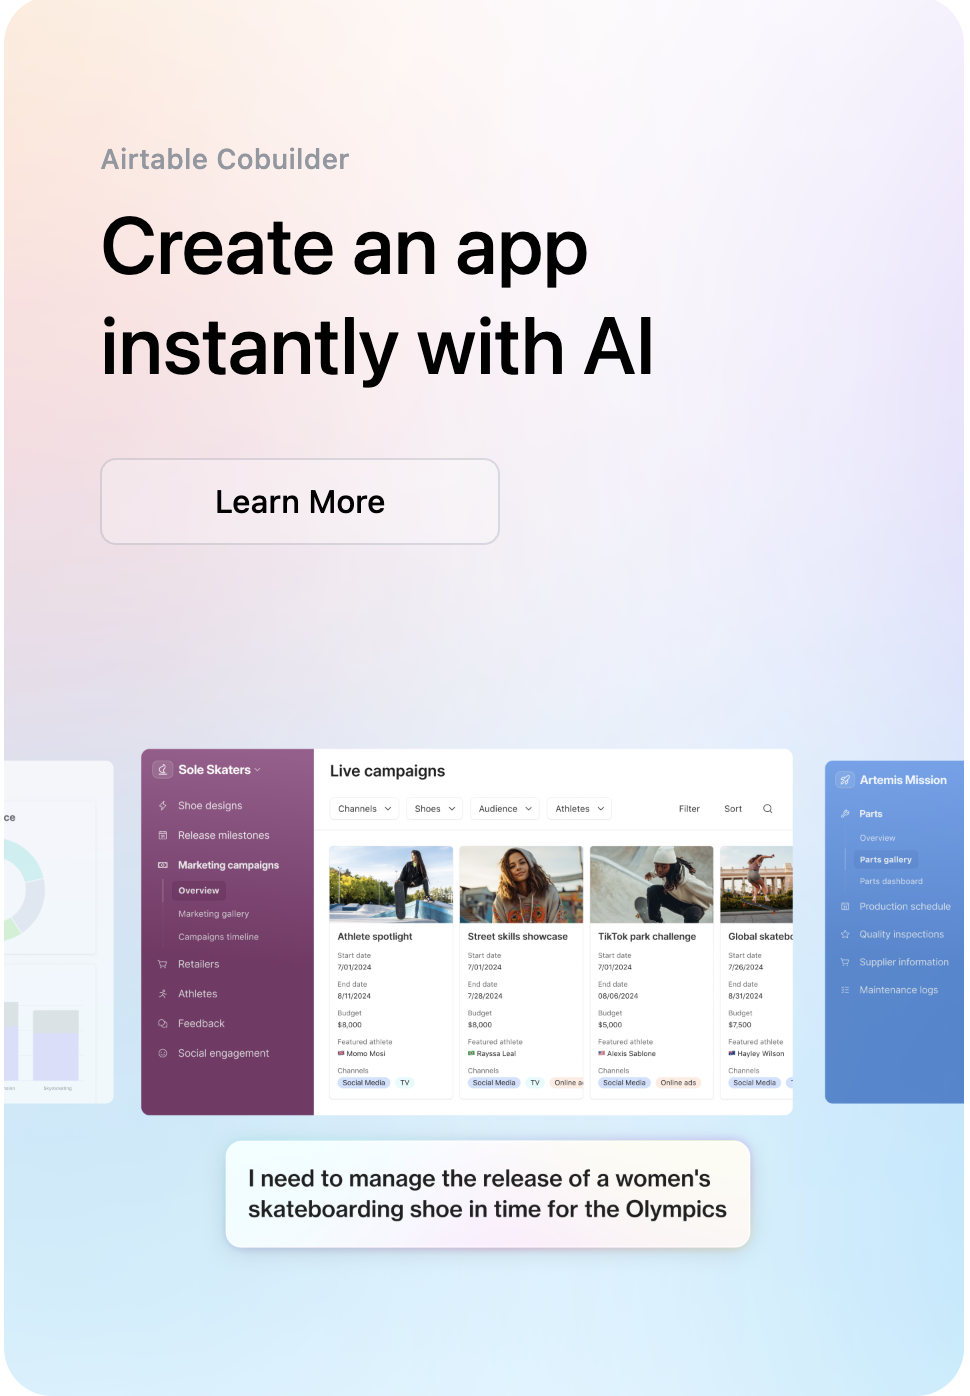 Airtable Cobuilder
Create an app
instantly with AI
Learn More
ce
Sole Skaters
Shoe designs
Release milestones
Marketing campaigns
Overview
Marketing gallery
Campaigns timeline
Retailers
Athletes
Feedback
Social engagement
Live campaigns
Channels Shoes Audience Athletes Filter Sort
Athlete spotlight
Start date
7/01/2024
End date
8/11/2024
Budget
$8,000
Featured athlete
Momo Mosi
Channels
Social Media TV
Street skills showcase
Start date
7/01/2024
End date
7/28/2024
Budget
$8,000
Featured athlete
Rayssa Leal
Channels
Social Media TV Online a
TikTok park challenge
Start date
7/01/2024
End date
08/06/2024
Budget
$5,000
Featured athlete
Alexis Sablone
Channels
Social Media Online ads
Global skatebo
Start date
7/26/2024
End date
8/31/2024
Budget
$7,500
Featured athlete
Hayley Wilson
Channels
Social Media
Artemis Mission
Parts
Overview
Parts gallery
Parts dashboard
Production schedule
Quality inspections
Supplier information
Maintenance logs
I need to manage the release of a women's
skateboarding shoe in time for the Olympics